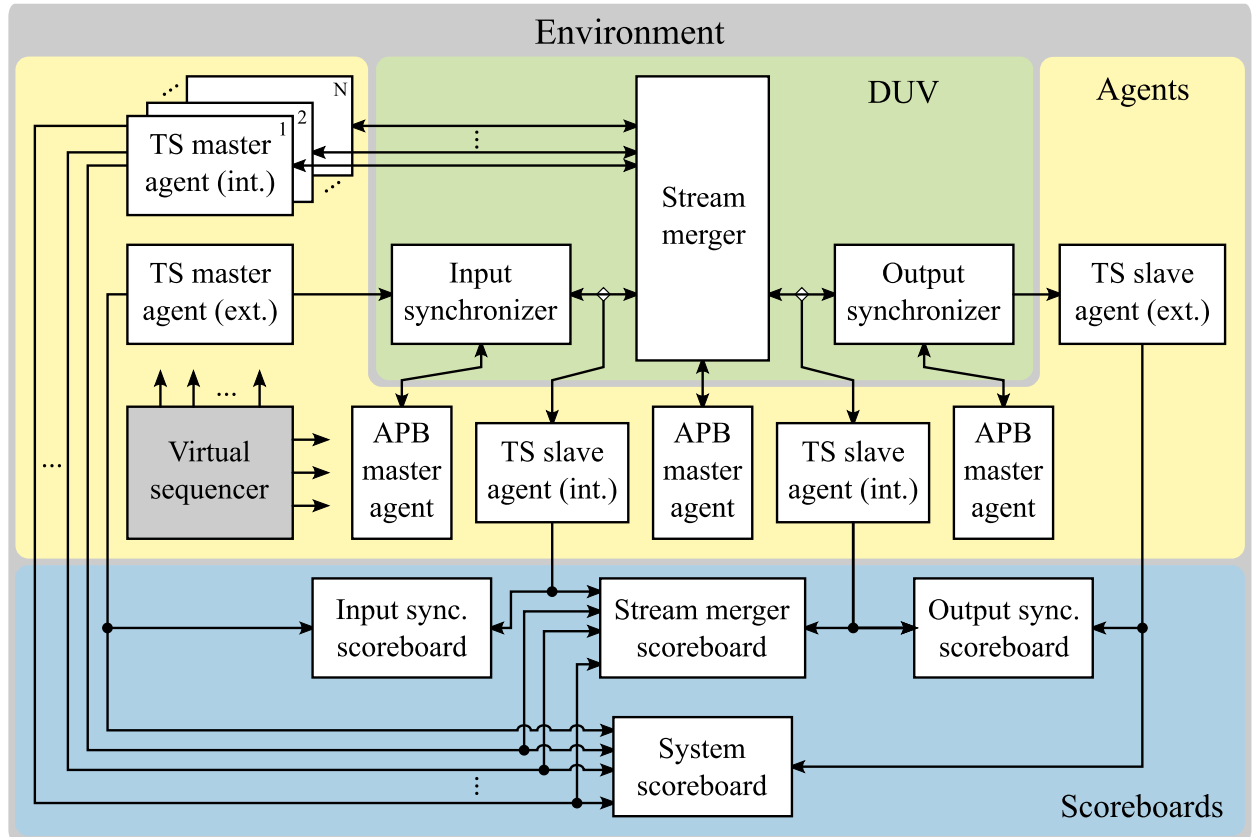 Environment
DUV
Agents
N
2
1
TS master
agent (int.)
...
...
...
Stream
merger
TS master
agent (ext.)
Input
synchronizer
Output
synchronizer
TS slave
agent (ext.)
...
Virtual
sequencer
...
APB
master
agent
TS slave
agent (int.)
APB
master
agent
TS slave
agent (int.)
APB
master
agent
Input sync.
scoreboard
Stream merger
scoreboard
Output sync.
scoreboard
System
scoreboard
...
Scoreboards